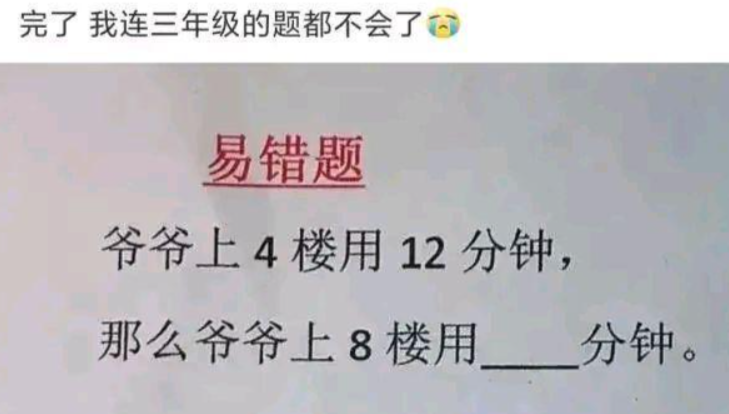 完了 我连三年级的题都不会了😭
易错题
爷爷上 4 楼用 12 分钟，
那么爷爷上 8 楼用____分钟。